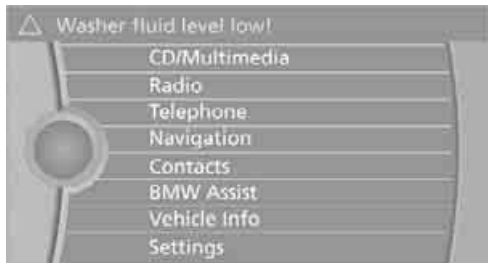 Washer fluid level low!
CD/Multimedia
Radio
Telephone
Navigation
Contacts
BMW Assist
Vehicle Info
Settings